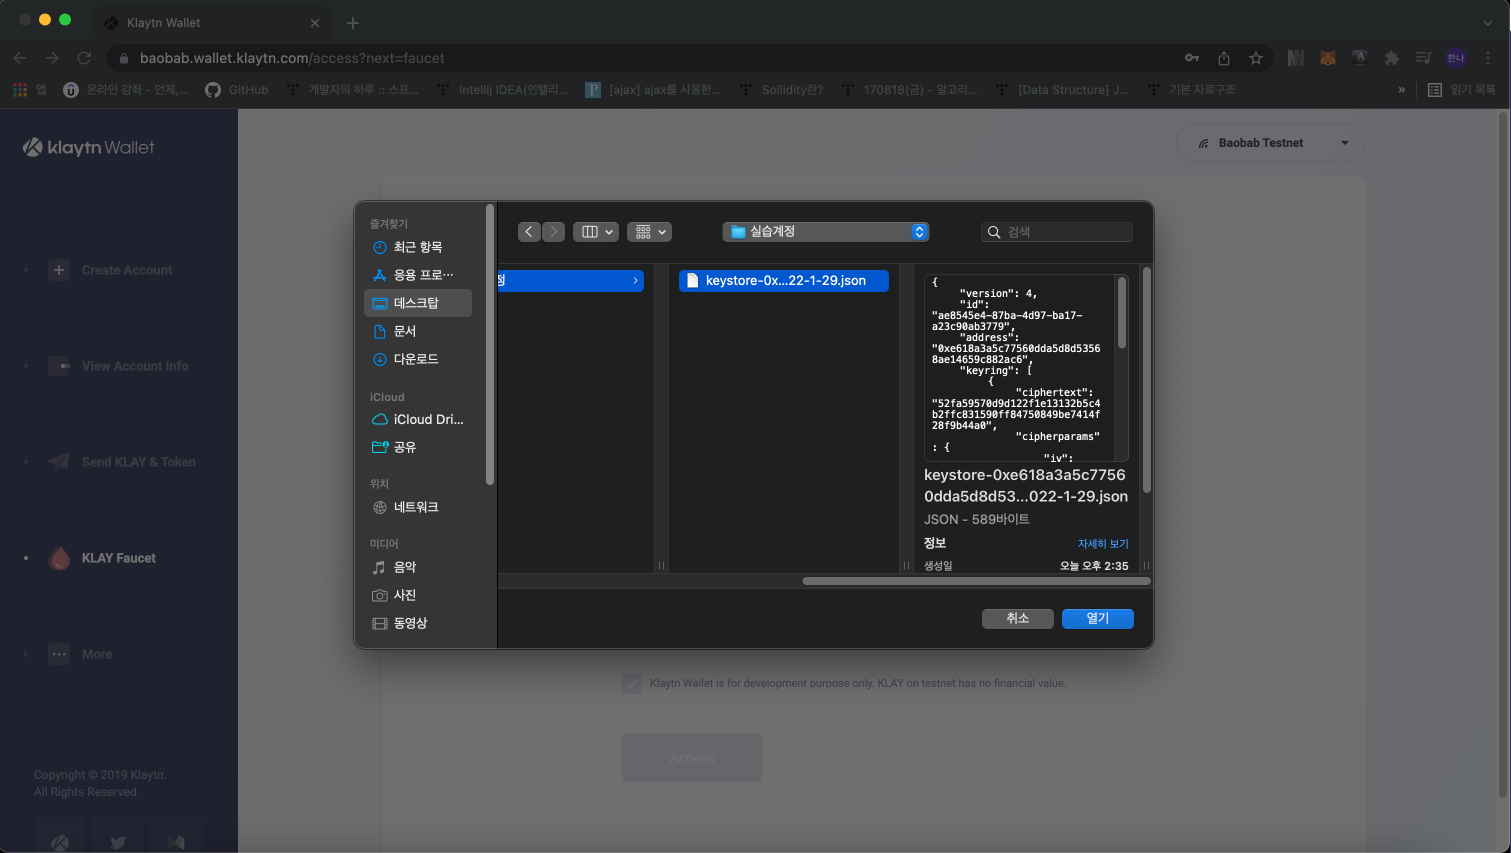 Klaytn Wallet
baobab.wallet.klaytn.com/access?next=faucet
한나
앱
온라인 강좌 - 언제,...
GitHub
개발자의 하루 :: 스프...
Intellij IDEA(인텔리...
[ajax] ajax를 사용한...
Soilidity란?
170818(금) - 알고리...
[Data Structure] J...
기본 자료구조
»
읽기 목록
klaytn Wallet
Baobab Testnet
Create Account
View Account Info
Send KLAY & Token
KLAY Faucet
More
Copyright © 2019 Klaytn.
All Rights Reserved.
즐겨찾기
최근 항목
응용 프로…
데스크탑
문서
다운로드
iCloud
iCloud Dri...
공유
위치
네트워크
미디어
음악
사진
동영상
실습계정
검색
정
keystore-0x...22-1-29.json
{
"version": 4,
"id":
"ae8545e4-87ba-4d97-ba17-
a23c90ab3779",
"address":
"0xe618a3a5c77560dda5d8d5356
8ae14659c882ac6",
"keyring": [
{
"ciphertext":
"52fa59570d9d122f1e13132b5c4
b2ffc831590ff84750849be7414f
28f9b44a0",
"cipherparams"
: {
"iv":
keystore-0xe618a3a5c7756
0dda5d8d53...022-1-29.json
JSON - 589바이트
정보
자세히 보기
생성일
오늘 오후 2:35
취소
열기
Klaytn Wallet is for development purpose only. KLAY on testnet has no financial value.
Access